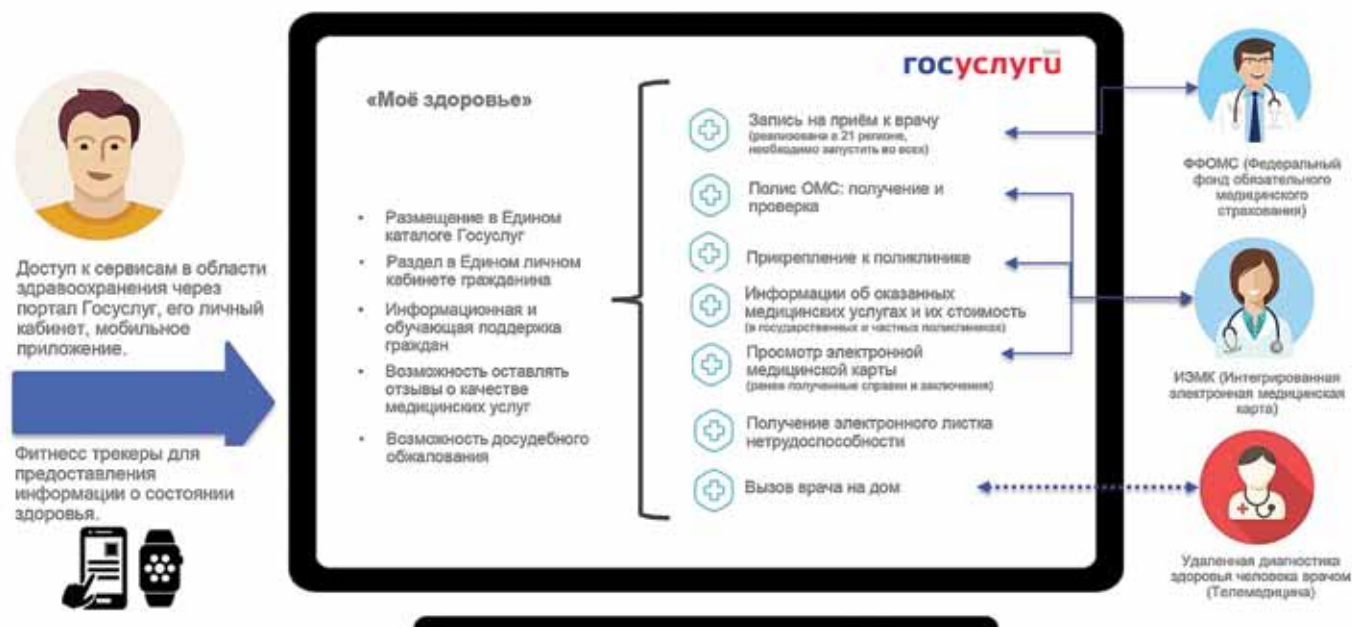 Доступ к сервисам в области
здравоохранения через
портал Госуслуг, его личный
кабинет, мобильное
приложение.
Фитнесс трекеры для
предоставления
информации о состоянии
здоровья.
«Моё здоровье»
• Размещение в Едином
каталоге Госуслуг
• Раздел в Едином личном
кабинете гражданина
• Информационная и
обучающая поддержка
граждан
• Возможность оставлять
отзывы о качестве
медицинских услуг
• Возможность досудебного
обжалования
госуслуги
Запись на приём к врачу
(реализована в 21 регионе,
необходимо запустить во всех)
Полис ОМС: получение и
проверка
Прикрепление к поликлинике
Информации об оказанных
медицинских услугах и их стоимость
(в государственных и частных поликлиниках)
Просмотр электронной
медицинской карты
(ранее полученные справки и заключения)
Получение электронного листка
нетрудоспособности
Вызов врача на дом
ФФОМС (Федеральный
фонд обязательного
медицинского
страхования)
ИЭМК (Интегрированная
электронная медицинская
карта)
Удаленная диагностика
здоровья человека врачом
(Телемедицина)